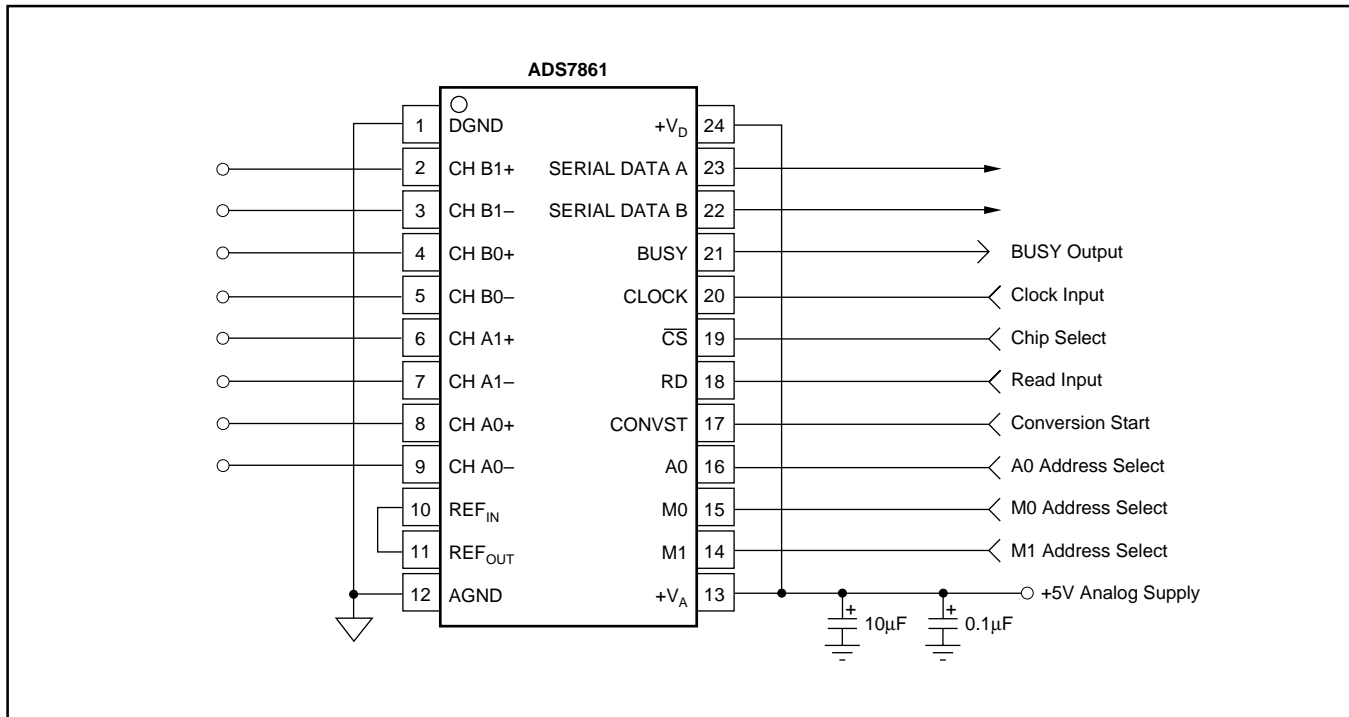 ADS7861
1 DGND +V_D 24
2 CH B1+ SERIAL DATA A 23
3 CH B1– SERIAL DATA B 22
4 CH B0+ BUSY 21 BUSY Output
5 CH B0– CLOCK 20 Clock Input
6 CH A1+ C̅S̅ 19 Chip Select
7 CH A1– RD 18 Read Input
8 CH A0+ CONVST 17 Conversion Start
9 CH A0– A0 16 A0 Address Select
10 REF_IN M0 15 M0 Address Select
11 REF_OUT M1 14 M1 Address Select
12 AGND +V_A 13 +5V Analog Supply
+ 10μF + 0.1μF